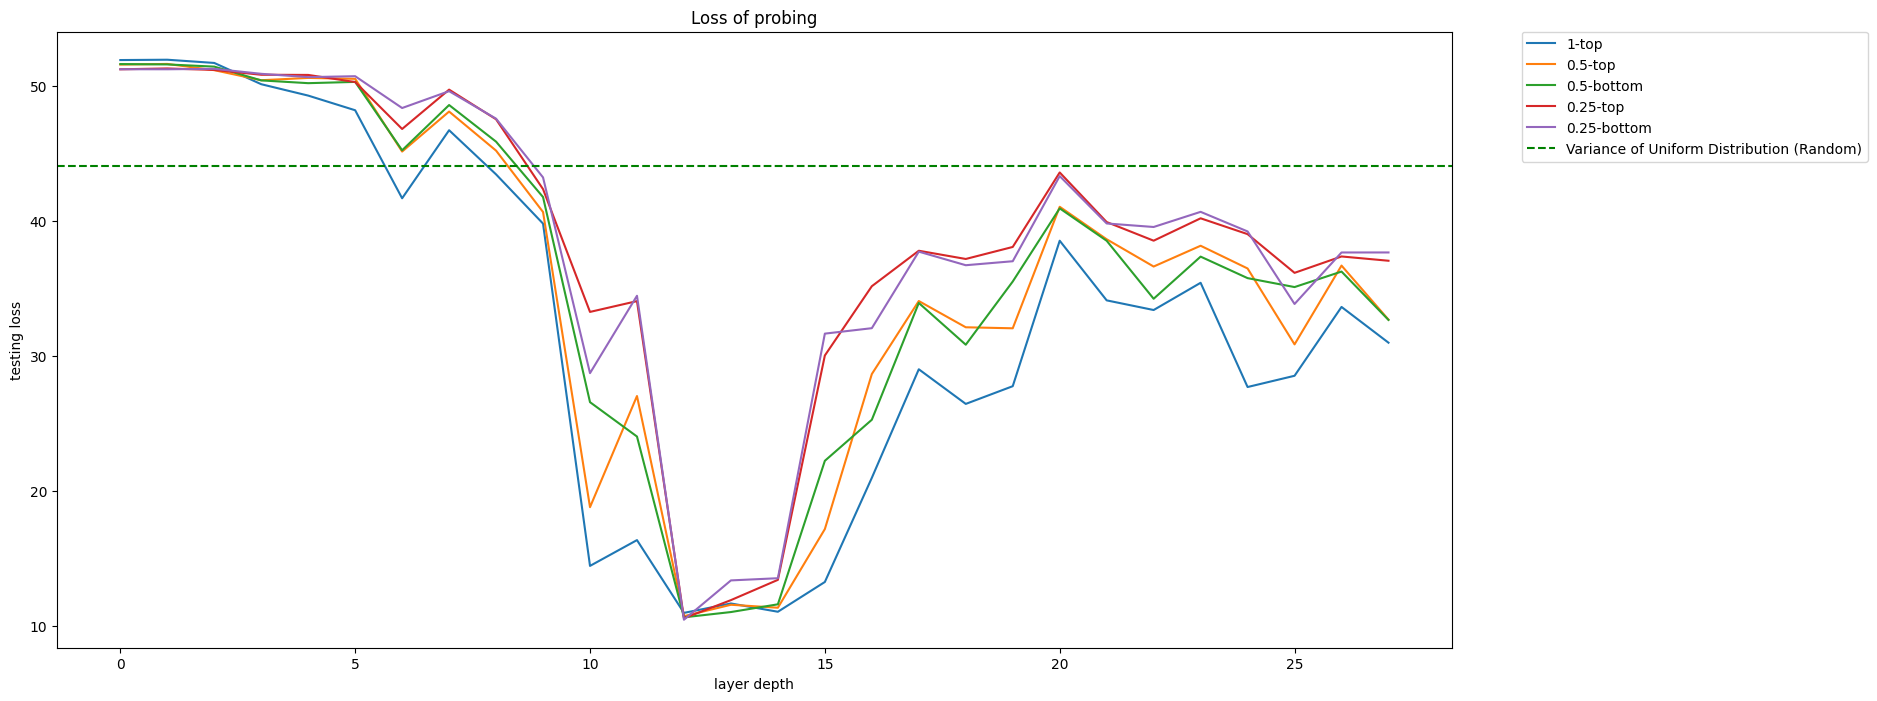 Loss of probing
testing loss
50
40
30
20
10
0
5
10
15
20
25
layer depth
1-top
0.5-top
0.5-bottom
0.25-top
0.25-bottom
Variance of Uniform Distribution (Random)